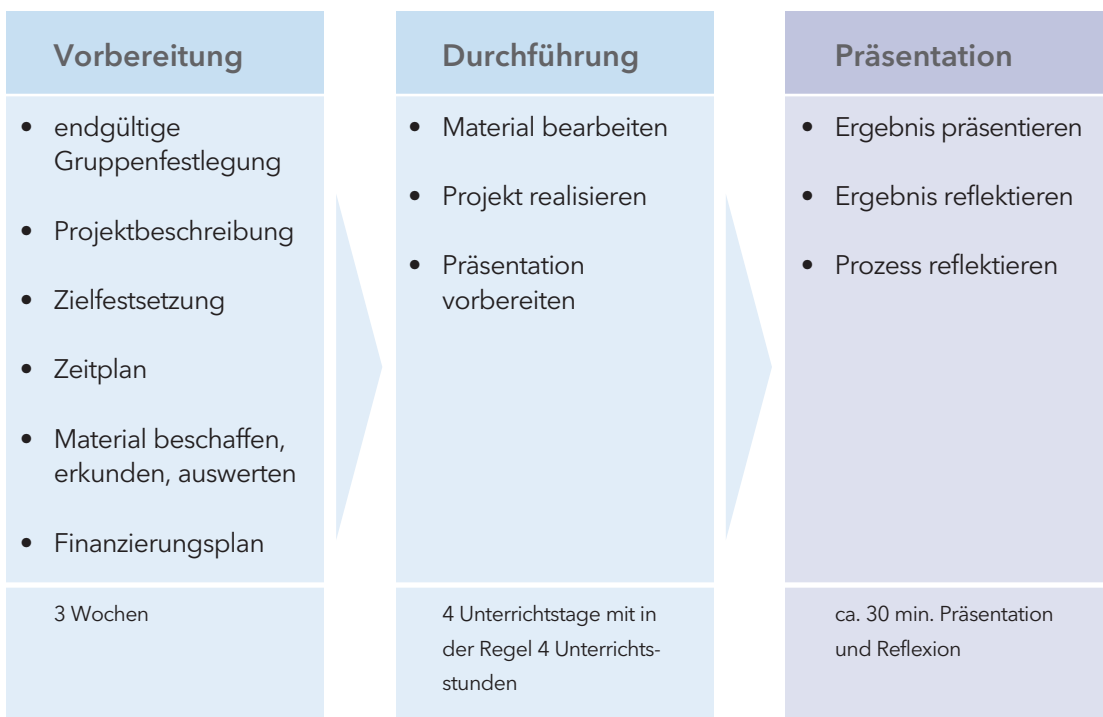 Vorbereitung
• endgültige
Gruppenfestlegung
• Projektbeschreibung
• Zielfestsetzung
• Zeitplan
• Material beschaffen,
erkunden, auswerten
• Finanzierungsplan
3 Wochen
Durchführung
• Material bearbeiten
• Projekt realisieren
• Präsentation
vorbereiten
4 Unterrichtstage mit in
der Regel 4 Unterrichts-
stunden
Präsentation
• Ergebnis präsentieren
• Ergebnis reflektieren
• Prozess reflektieren
ca. 30 min. Präsentation
und Reflexion